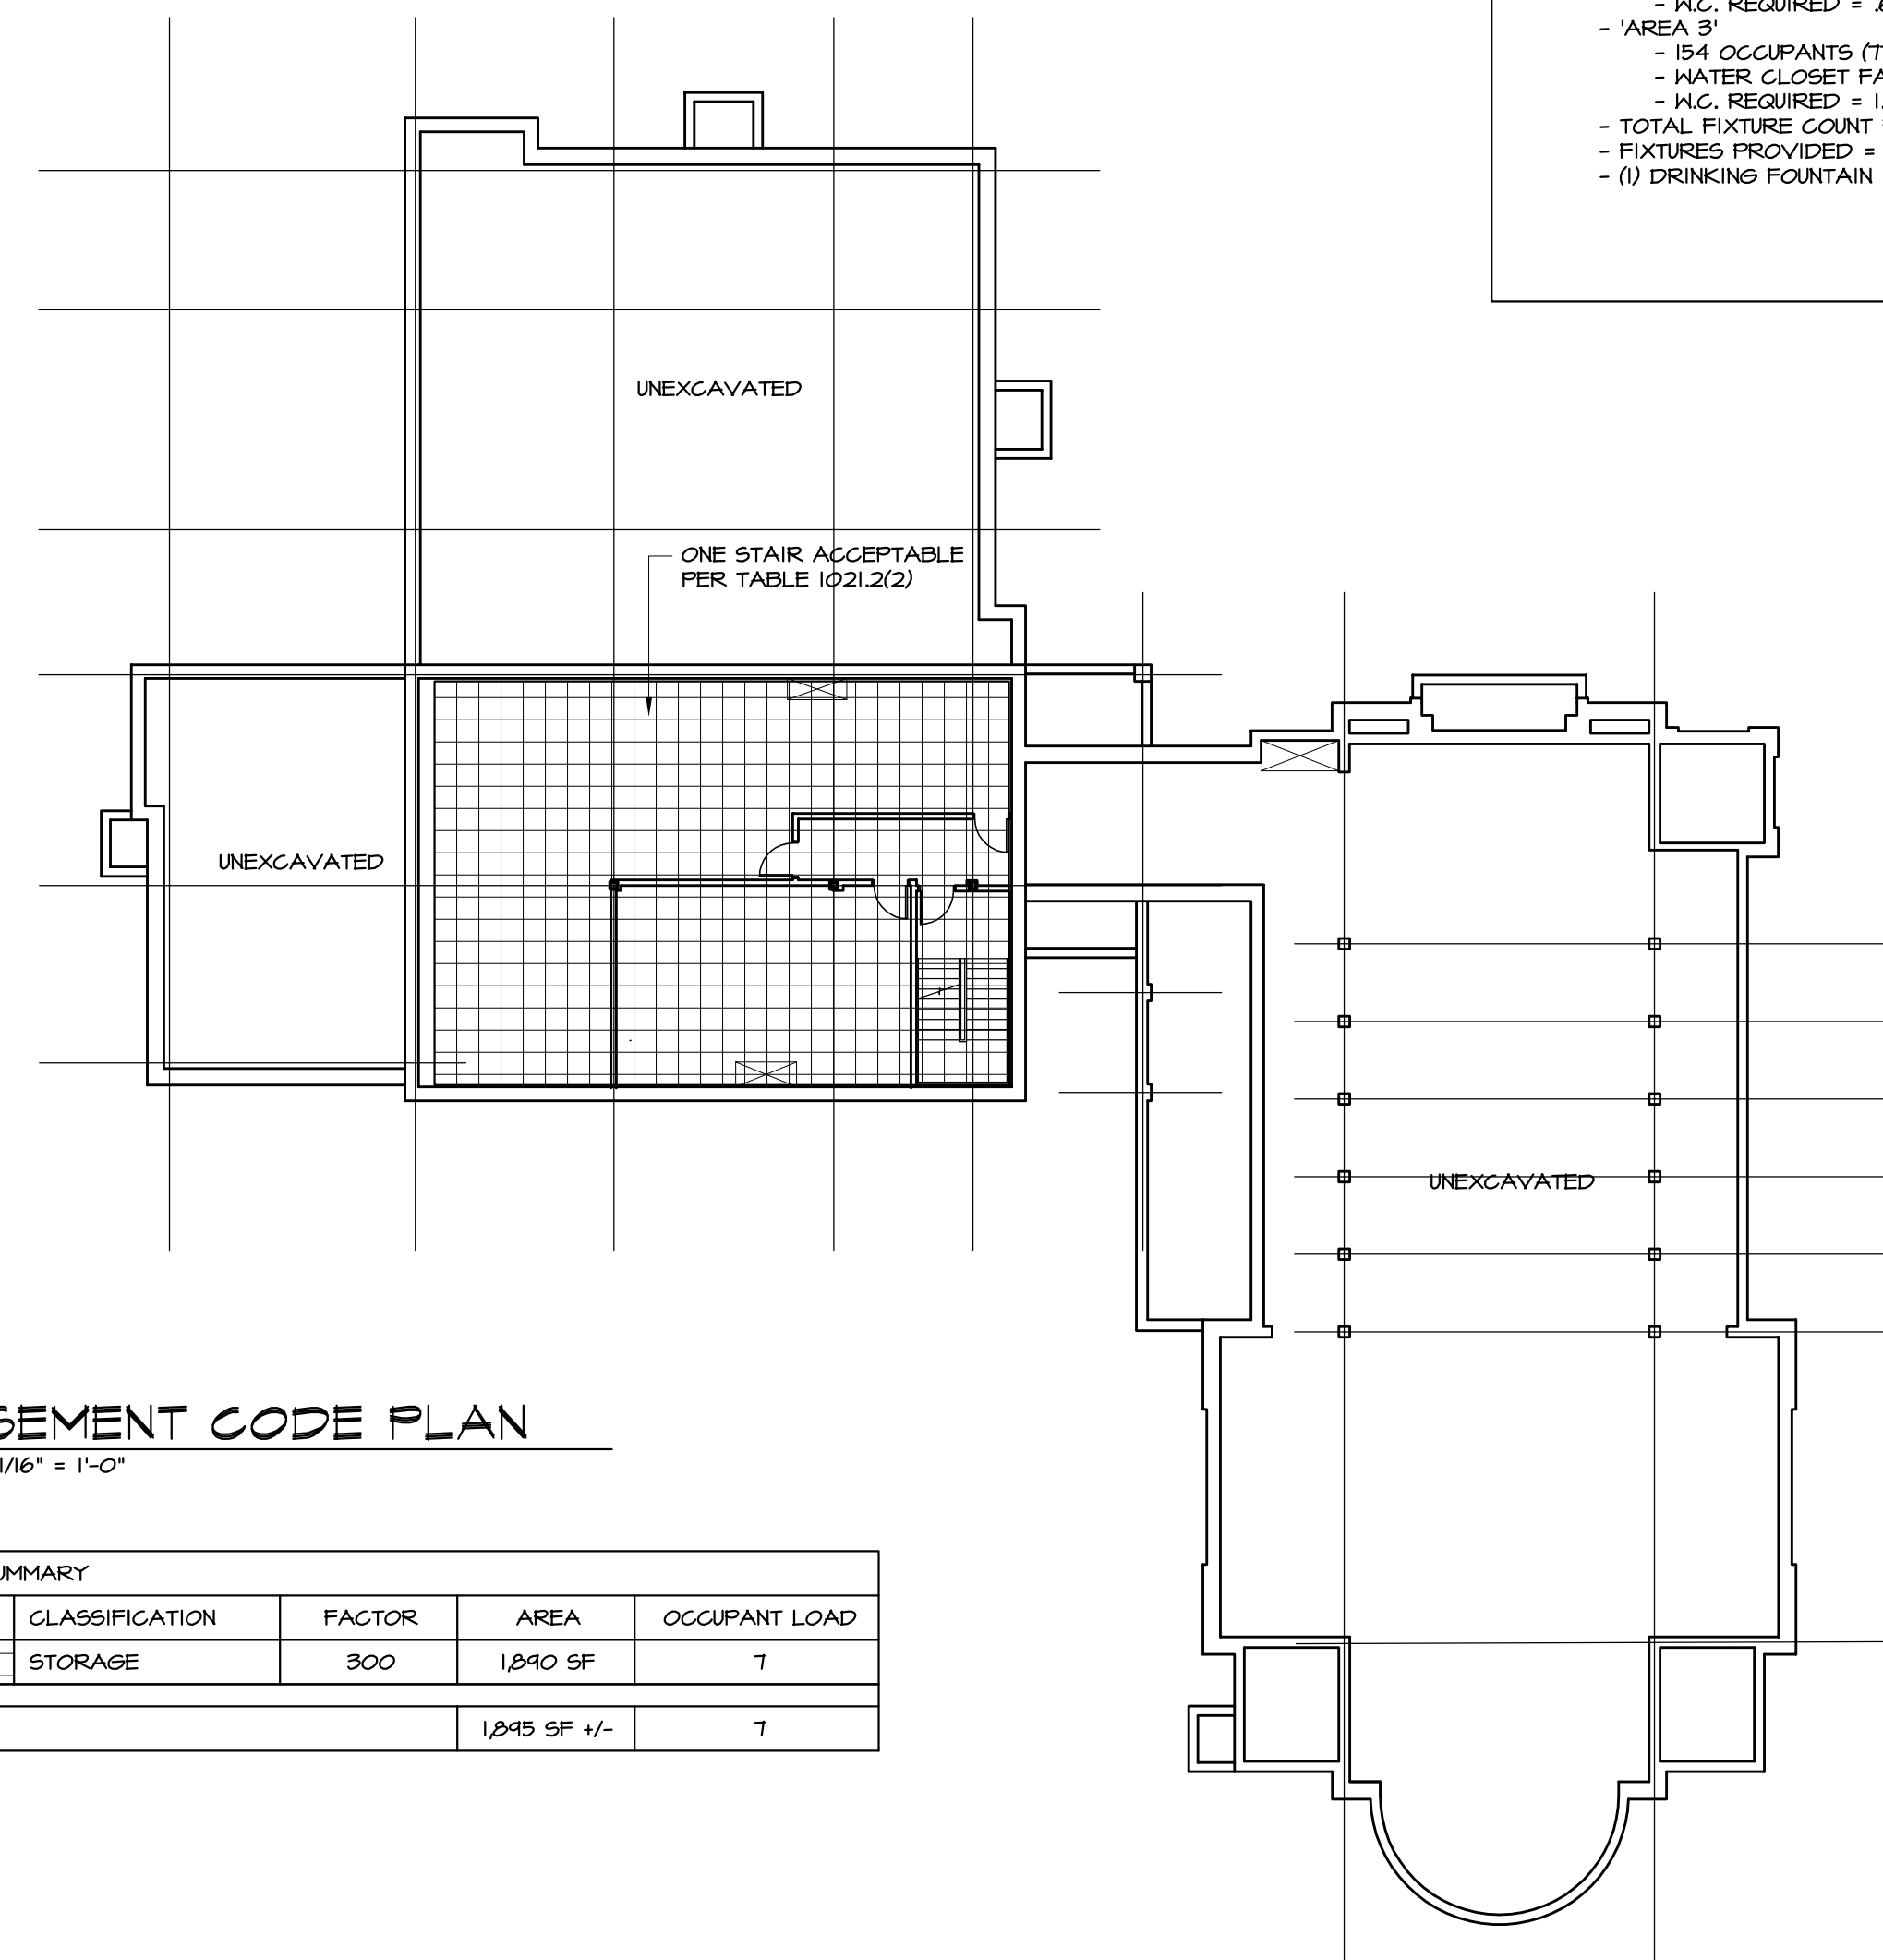 - W.C. REQUIRED =
- 'AREA 3'
- 154 OCCUPANTS
- WATER CLOSET
- W.C. REQUIRED =
- TOTAL FIXTURE COUNT
- FIXTURES PROVIDED =
- (1) DRINKING FOUNTAIN
UNEXCAVATED
ONE STAIR ACCEPTABLE
PER TABLE 1021.2(2)
UNEXCAVATED
UNEXCAVATED
SEMENT CODE PLAN
1/16" = 1'-0"
UMMARY
CLASSIFICATION FACTOR AREA OCCUPANT LOAD
STORAGE 300 1,890 SF 7
1,895 SF +/- 7